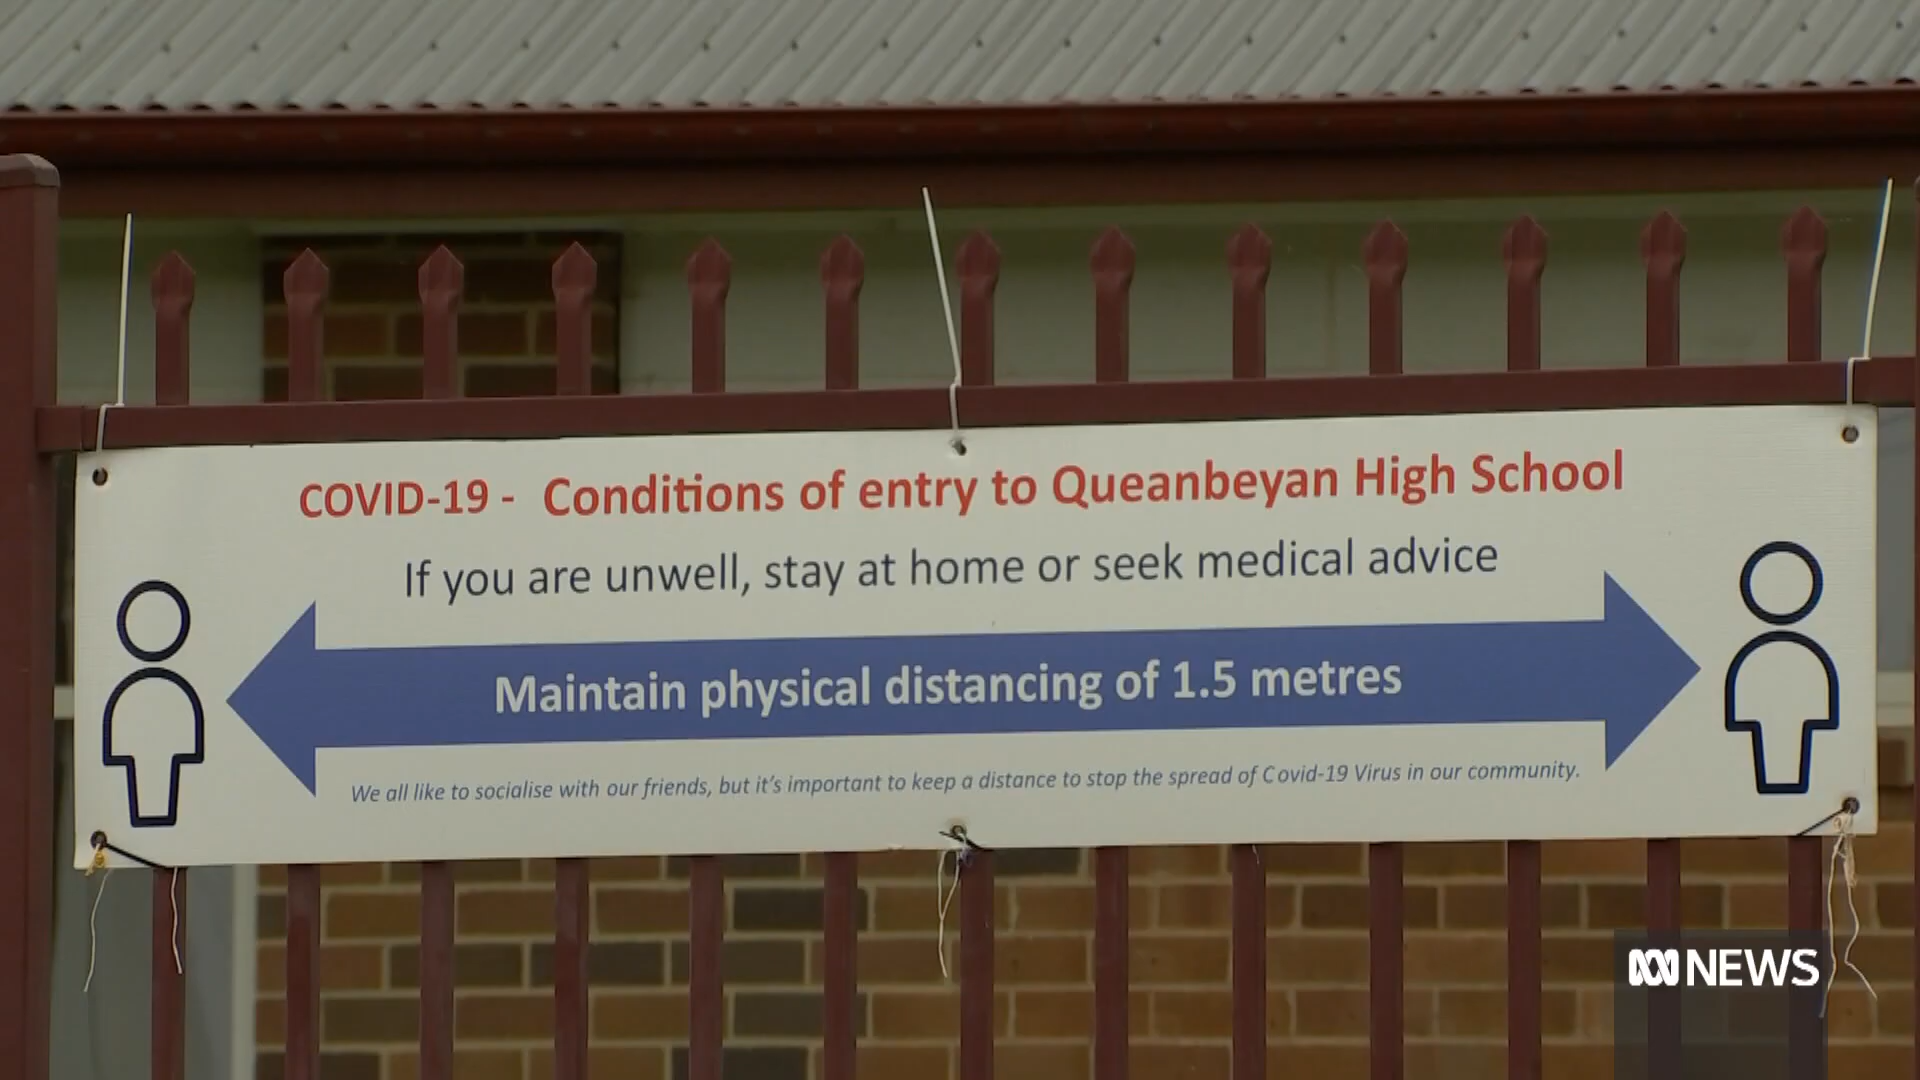 COVID-19 - Conditions of entry to Queanbeyan High School
If you are unwell, stay at home or seek medical advice
Maintain physical distancing of 1.5 metres
We all like to socialise with our friends, but it's important to keep a distance to stop the spread of Covid-19 Virus in our community.
NEWS